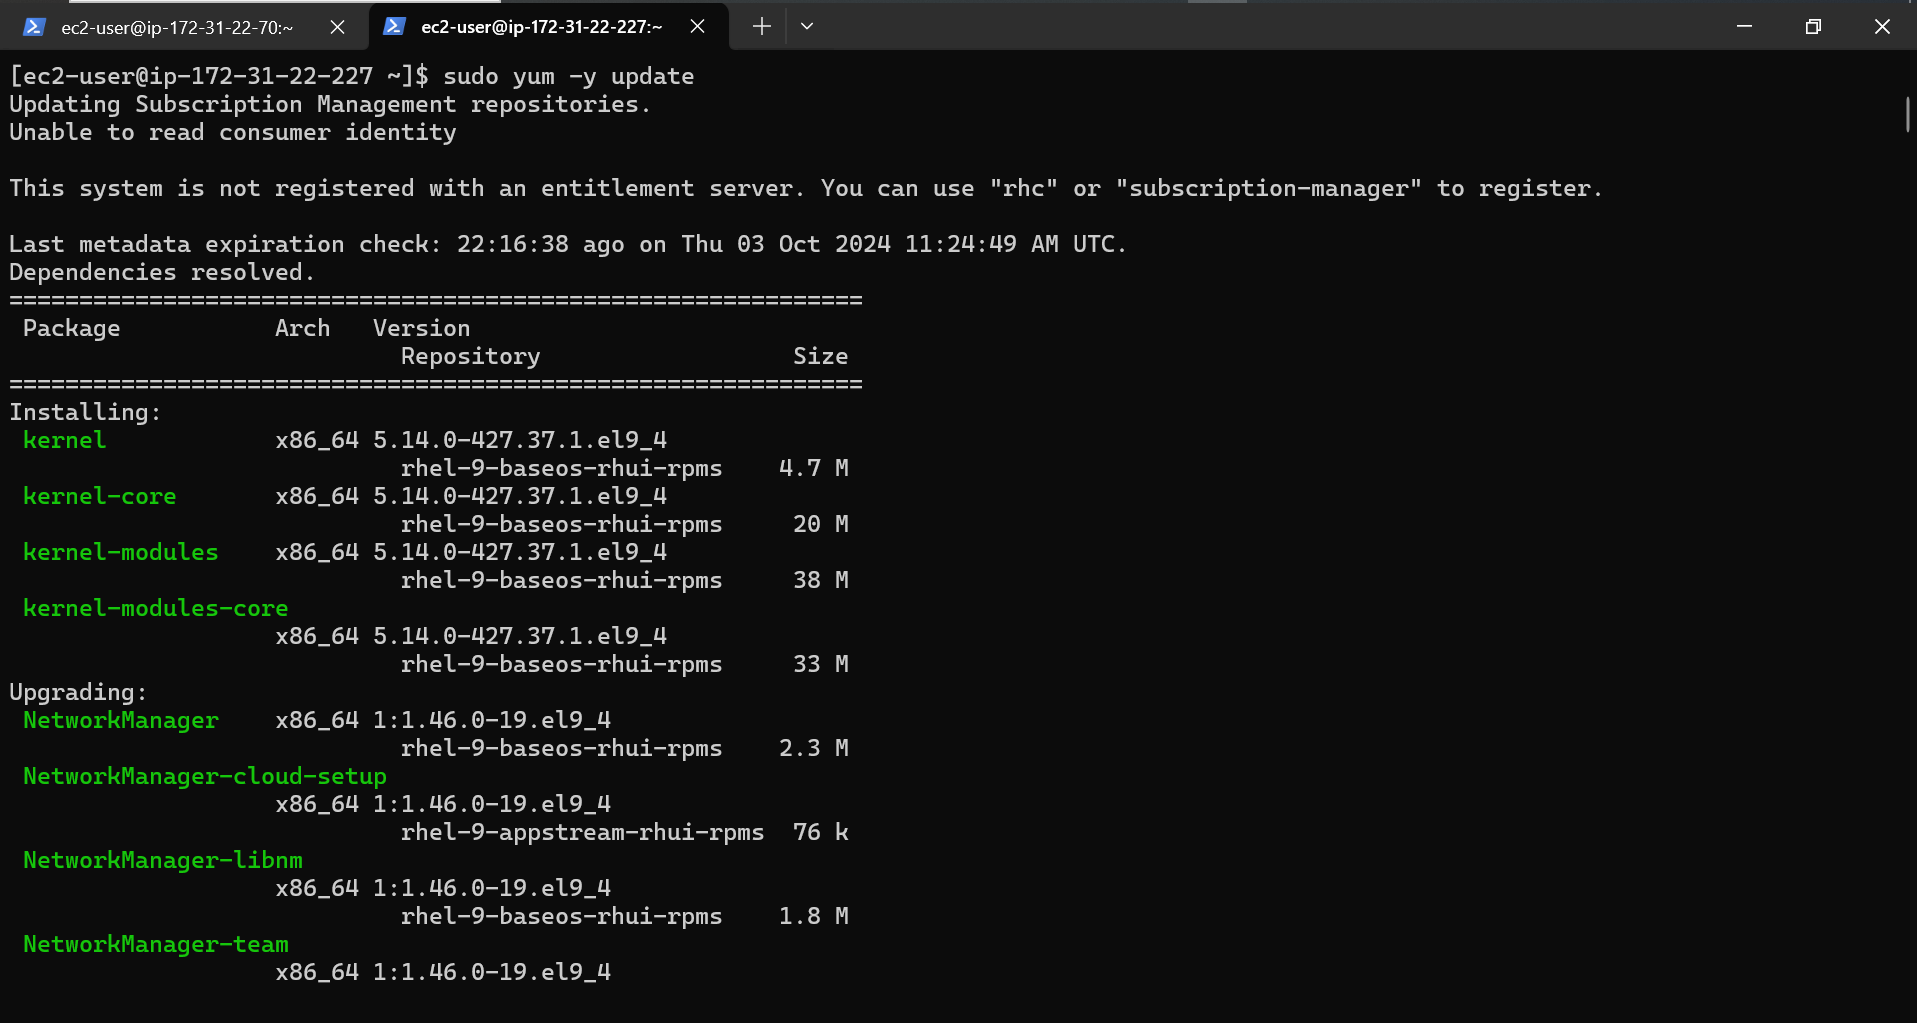 ec2-user@ip-172-31-22-70:~
ec2-user@ip-172-31-22-227:~
[ec2-user@ip-172-31-22-227 ~]$ sudo yum -y update
Updating Subscription Management repositories.
Unable to read consumer identity
This system is not registered with an entitlement server. You can use "rhc" or "subscription-manager" to register.
Last metadata expiration check: 22:16:38 ago on Thu 03 Oct 2024 11:24:49 AM UTC.
Dependencies resolved.
=============================================================
Package Arch Version
Repository Size
=============================================================
Installing:
kernel x86_64 5.14.0-427.37.1.el9_4
rhel-9-baseos-rhui-rpms 4.7 M
kernel-core x86_64 5.14.0-427.37.1.el9_4
rhel-9-baseos-rhui-rpms 20 M
kernel-modules x86_64 5.14.0-427.37.1.el9_4
rhel-9-baseos-rhui-rpms 38 M
kernel-modules-core
x86_64 5.14.0-427.37.1.el9_4
rhel-9-baseos-rhui-rpms 33 M
Upgrading:
NetworkManager x86_64 1:1.46.0-19.el9_4
rhel-9-baseos-rhui-rpms 2.3 M
NetworkManager-cloud-setup
x86_64 1:1.46.0-19.el9_4
rhel-9-appstream-rhui-rpms 76 k
NetworkManager-libnm
x86_64 1:1.46.0-19.el9_4
rhel-9-baseos-rhui-rpms 1.8 M
NetworkManager-team
x86_64 1:1.46.0-19.el9_4